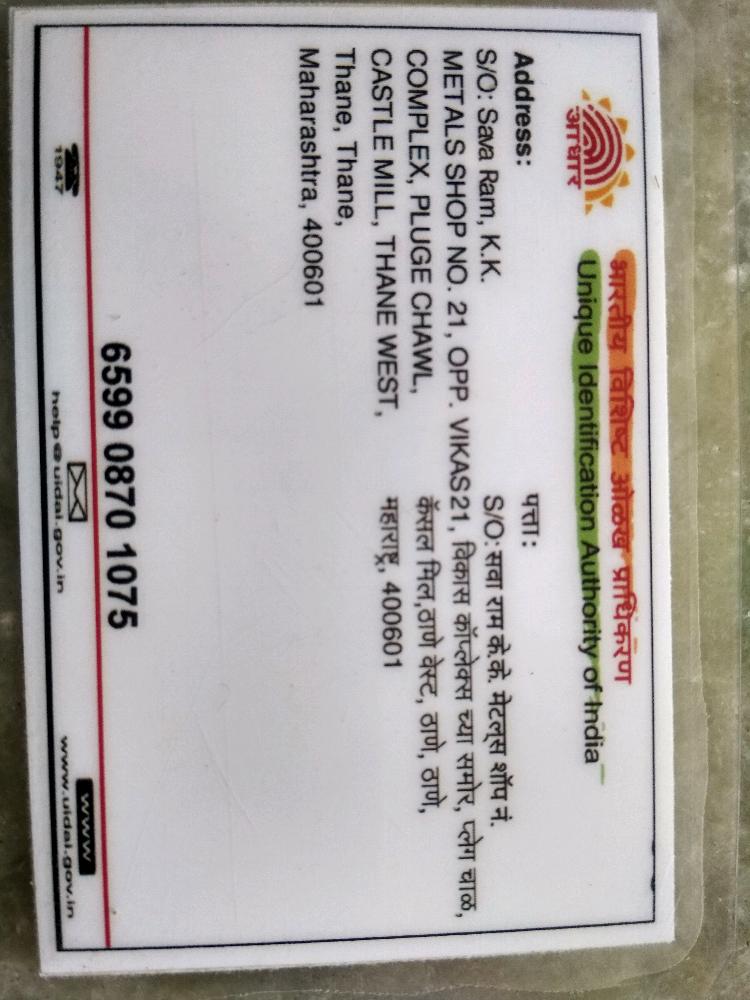 आधार
भारतीय विशिष्ट ओळख प्राधिकरण
Unique Identification Authority of India
Address:
S/O: Sava Ram, K.K.
METALS SHOP NO. 21, OPP. VIKAS
COMPLEX, PLUGE CHAWL,
CASTLE MILL, THANE WEST,
Thane, Thane,
Maharashtra, 400601
पत्ता:
S/O: सवा राम के.के. मेटल्स शॉप नं.
21, विकास कॉप्लेक्स च्या समोर, प्लेग चाळ,
कॅसल मिल,ठाणे वेस्ट, ठाणे, ठाणे,
महाराष्ट्र, 400601
6599 0870 1075
1947
help@uidai.gov.in
www
www.uidai.gov.in